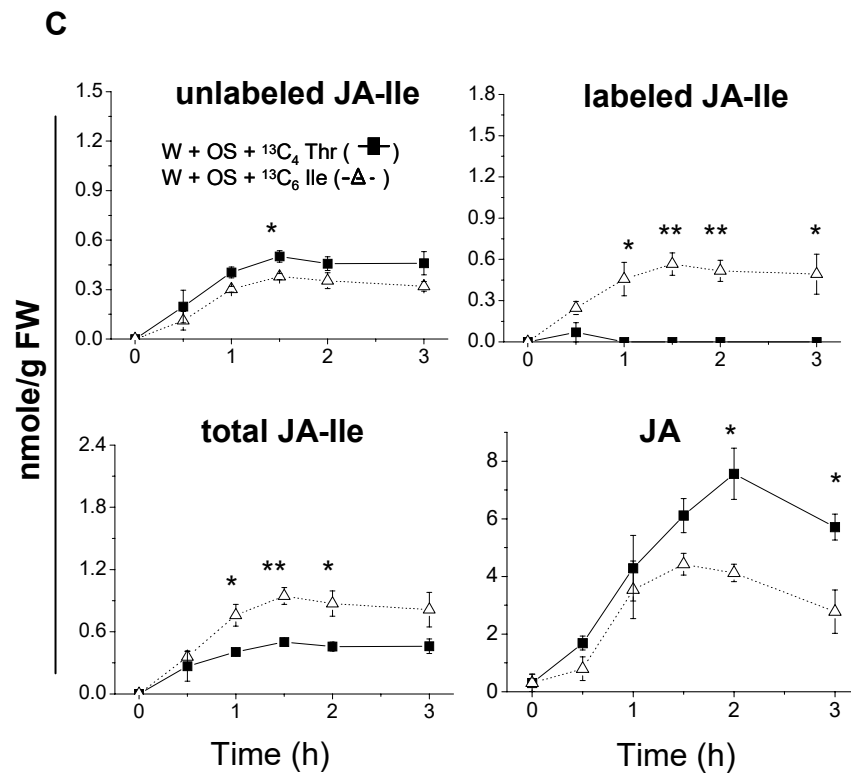 C
unlabeled JA-Ile
1.5
1.2
0.9
0.6
0.3
0.0
W + OS + ¹³C₄ Thr ( )
W + OS + ¹³C₆ Ile (-Δ- )
*
0 1 2 3
labeled JA-Ile
1.8
1.5
1.2
0.9
0.6
0.3
0.0
* ** ** *
0 1 2 3
nmole/g FW
total JA-Ile
2.4
1.8
1.2
0.6
0.0
* ** *
0 1 2 3
Time (h)
JA
8
6
4
2
0
* *
0 1 2 3
Time (h)